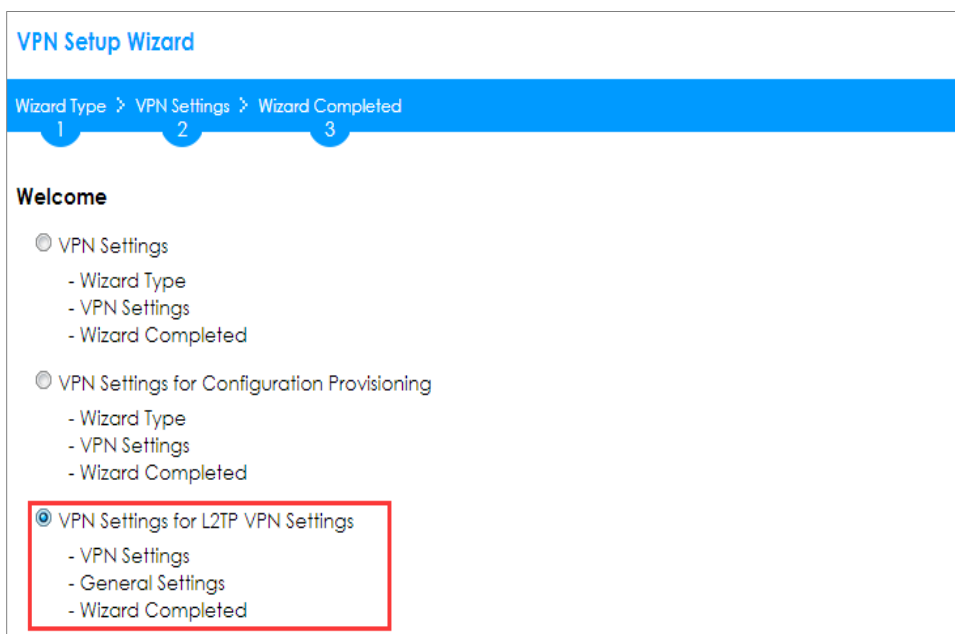 VPN Setup Wizard
Wizard Type > VPN Settings > Wizard Completed
1 2 3
Welcome
VPN Settings
- Wizard Type
- VPN Settings
- Wizard Completed
VPN Settings for Configuration Provisioning
- Wizard Type
- VPN Settings
- Wizard Completed
VPN Settings for L2TP VPN Settings
- VPN Settings
- General Settings
- Wizard Completed